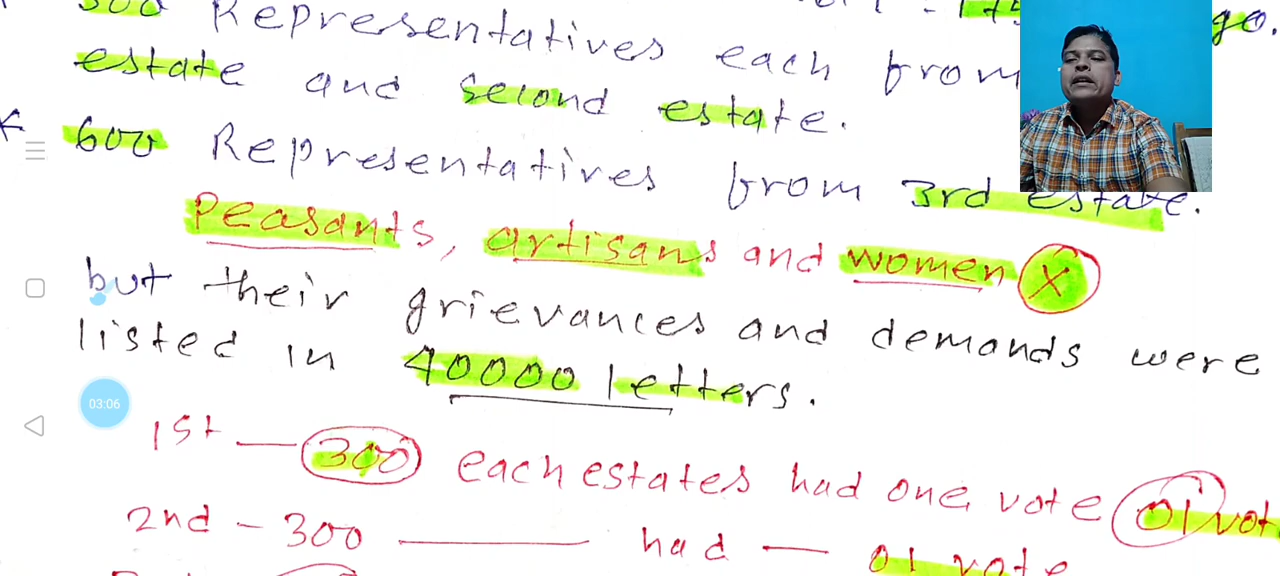 300 Representatives each from
estate and second estate.
600 Representatives from 3rd estate.
Peasants, artisans and women X
but their grievances and demands were
listed in 40000 letters.
03:06
1st — 300 each estates had one vote 01 vot
2nd - 300 — had — 01 vote